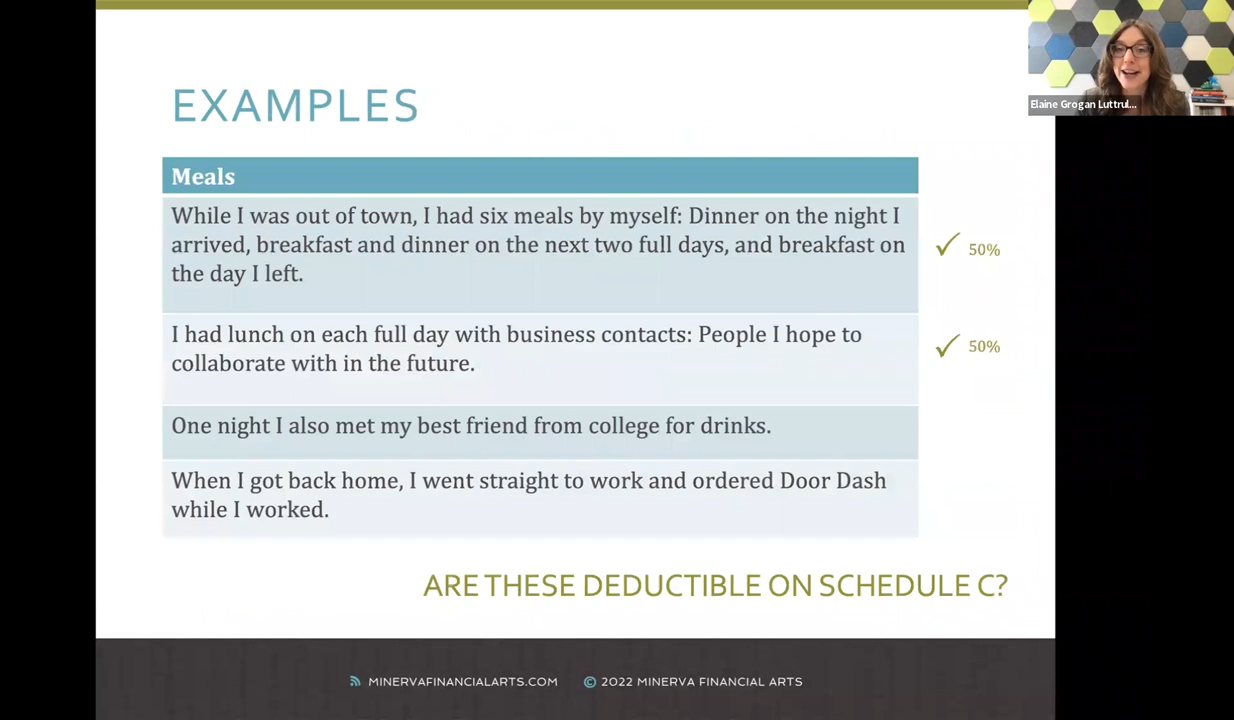 EXAMPLES
Elaine Grogan Luttrul...
Meals
While I was out of town, I had six meals by myself: Dinner on the night I
arrived, breakfast and dinner on the next two full days, and breakfast on
the day I left.
✓ 50%
I had lunch on each full day with business contacts: People I hope to
collaborate with in the future.
✓ 50%
One night I also met my best friend from college for drinks.
When I got back home, I went straight to work and ordered Door Dash
while I worked.
ARE THESE DEDUCTIBLE ON SCHEDULE C?
MINERVAFINANCIALARTS.COM © 2022 MINERVA FINANCIAL ARTS